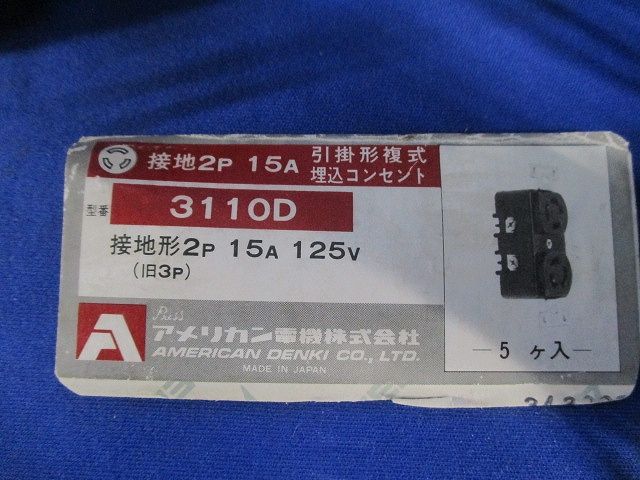 接地2P 15A 引掛形複式
埋込コンセント
型番 3110D
接地形2P 15A 125V
(旧3P)
アメリカン電機株式会社
AMERICAN DENKI CO., LTD.
MADE IN JAPAN
A
― 5 ヶ入 ―